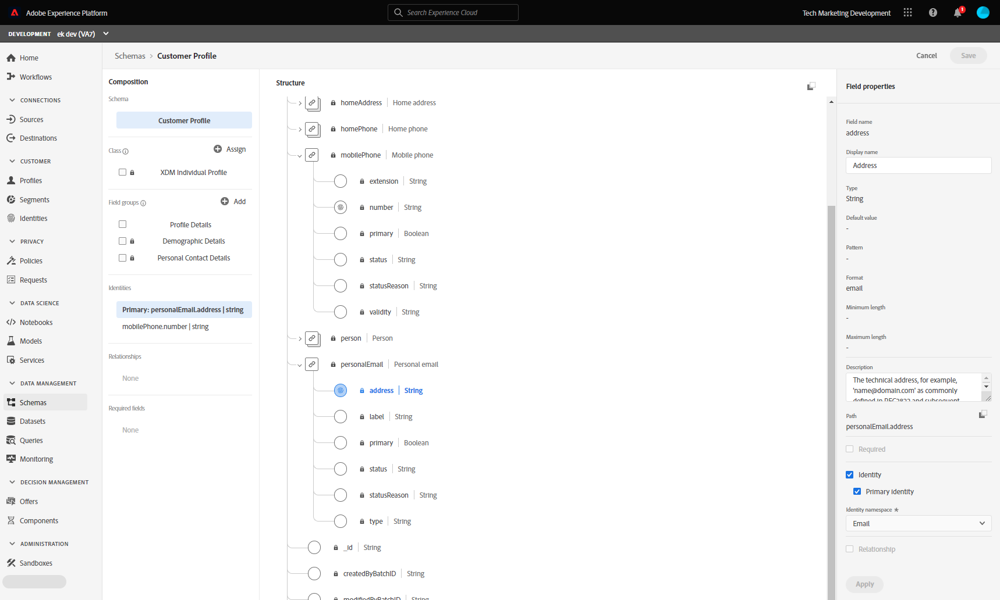 Adobe Experience Platform
Search Experience Cloud
Tech Marketing Development
1
DEVELOPMENT ek dev (VA7)
Home
Workflows
CONNECTIONS
Sources
Destinations
CUSTOMER
Profiles
Segments
Identities
PRIVACY
Policies
Requests
DATA SCIENCE
Notebooks
Models
Services
DATA MANAGEMENT
Schemas
Datasets
Queries
Monitoring
DECISION MANAGEMENT
Offers
Components
ADMINISTRATION
Sandboxes
Schemas > Customer Profile
Cancel
Save
Composition
Schema
Customer Profile
Class
Assign
XDM Individual Profile
Field groups
Add
Profile Details
Demographic Details
Personal Contact Details
Identities
Primary: personalEmail.address | string
mobilePhone.number | string
Relationships
None
Required fields
None
Structure
homeAddress | Home address
homePhone | Home phone
mobilePhone | Mobile phone
extension | String
number | String
primary | Boolean
status | String
statusReason | String
validity | String
person | Person
personalEmail | Personal email
address | String
label | String
primary | Boolean
status | String
statusReason | String
type | String
_id | String
createdByBatchID | String
modifiedByBatchID | String
Field properties
Field name
address
Display name
Address
Type
String
Default value
-
Pattern
-
Format
email
Minimum length
-
Maximum length
-
Description
The technical address, for example,
'name@domain.com' as commonly
defined in RFC2822 and subsequent
Path
personalEmail.address
Required
Identity
Primary identity
Identity namespace *
Email
Relationship
Apply